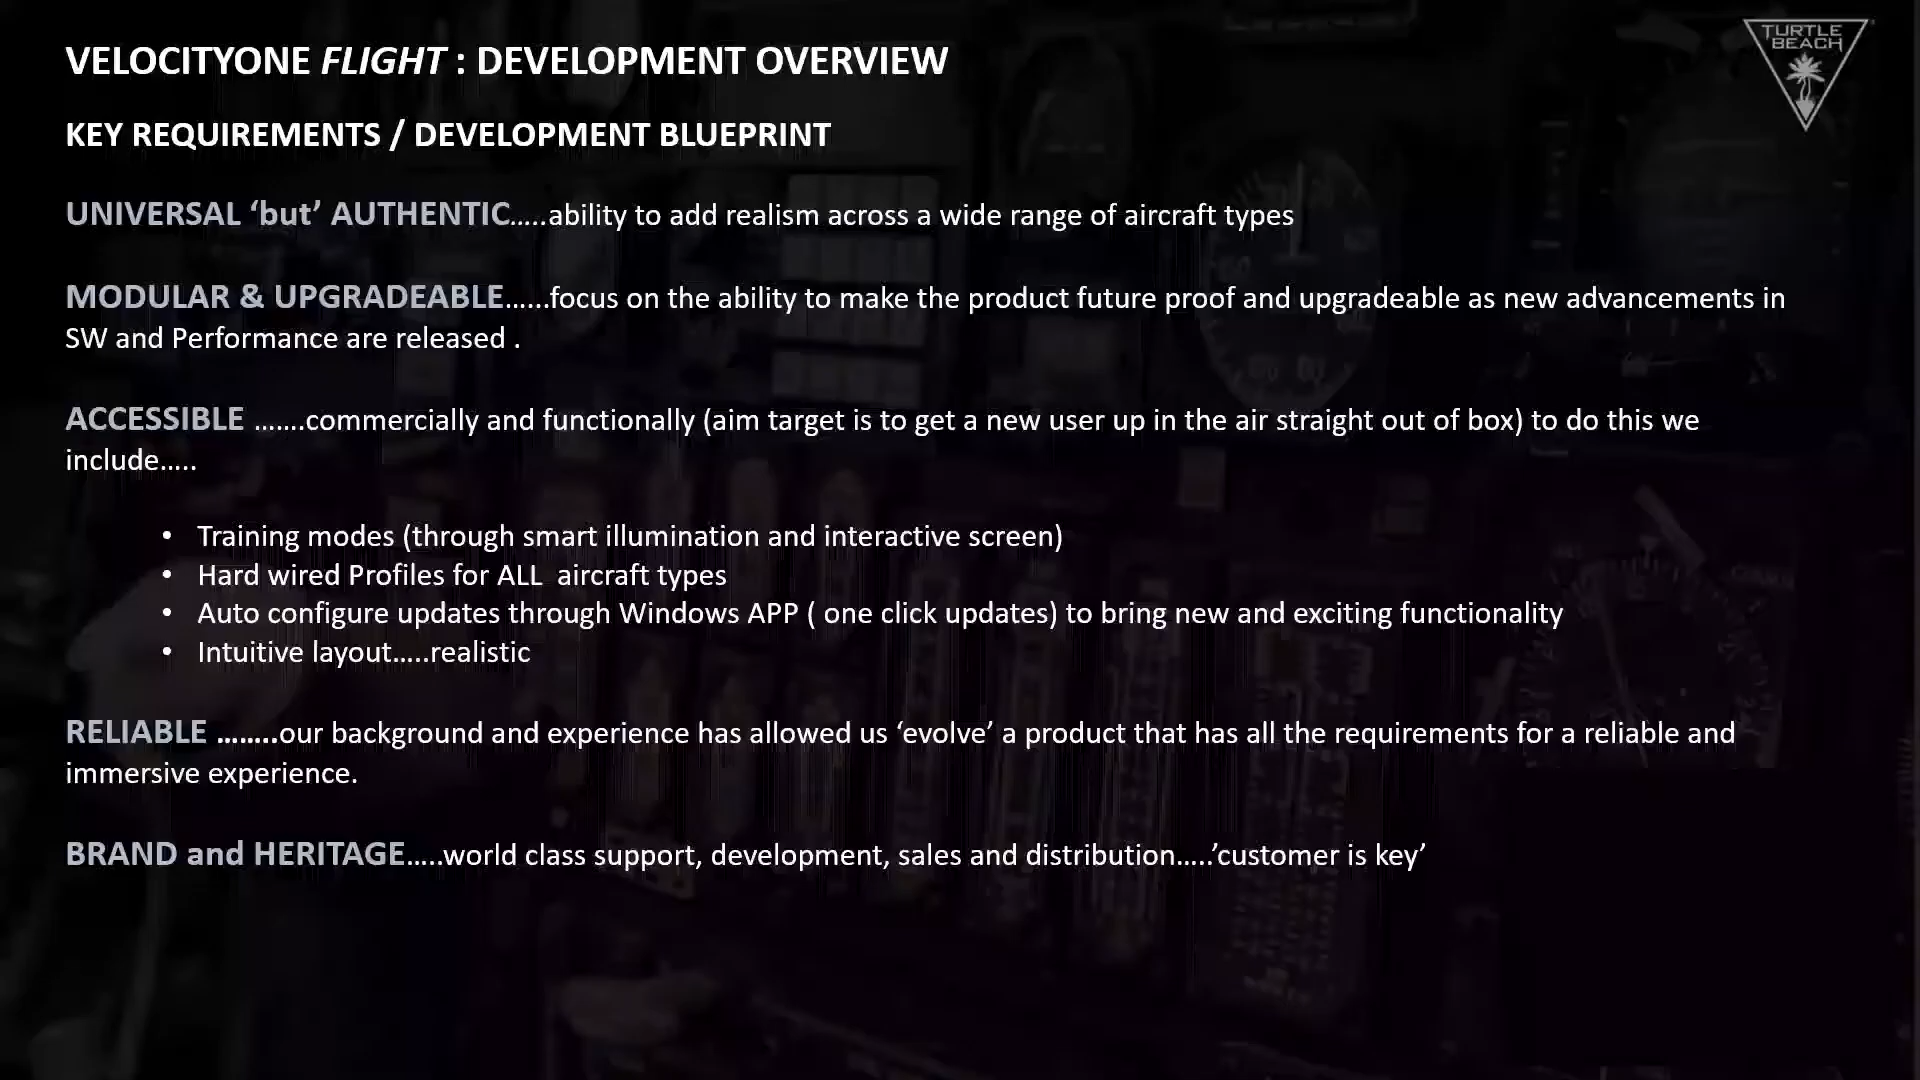 VELOCITYONE FLIGHT : DEVELOPMENT OVERVIEW
TURTLE
BEACH
KEY REQUIREMENTS / DEVELOPMENT BLUEPRINT
UNIVERSAL ‘but’ AUTHENTIC…..ability to add realism across a wide range of aircraft types
MODULAR & UPGRADEABLE……focus on the ability to make the product future proof and upgradeable as new advancements in
SW and Performance are released .
ACCESSIBLE …….commercially and functionally (aim target is to get a new user up in the air straight out of box) to do this we
include…..
• Training modes (through smart illumination and interactive screen)
• Hard wired Profiles for ALL  aircraft types
• Auto configure updates through Windows APP ( one click updates) to bring new and exciting functionality
• Intuitive layout…..realistic
RELIABLE ……..our background and experience has allowed us ‘evolve’ a product that has all the requirements for a reliable and
immersive experience.
BRAND and HERITAGE…..world class support, development, sales and distribution…..’customer is key’